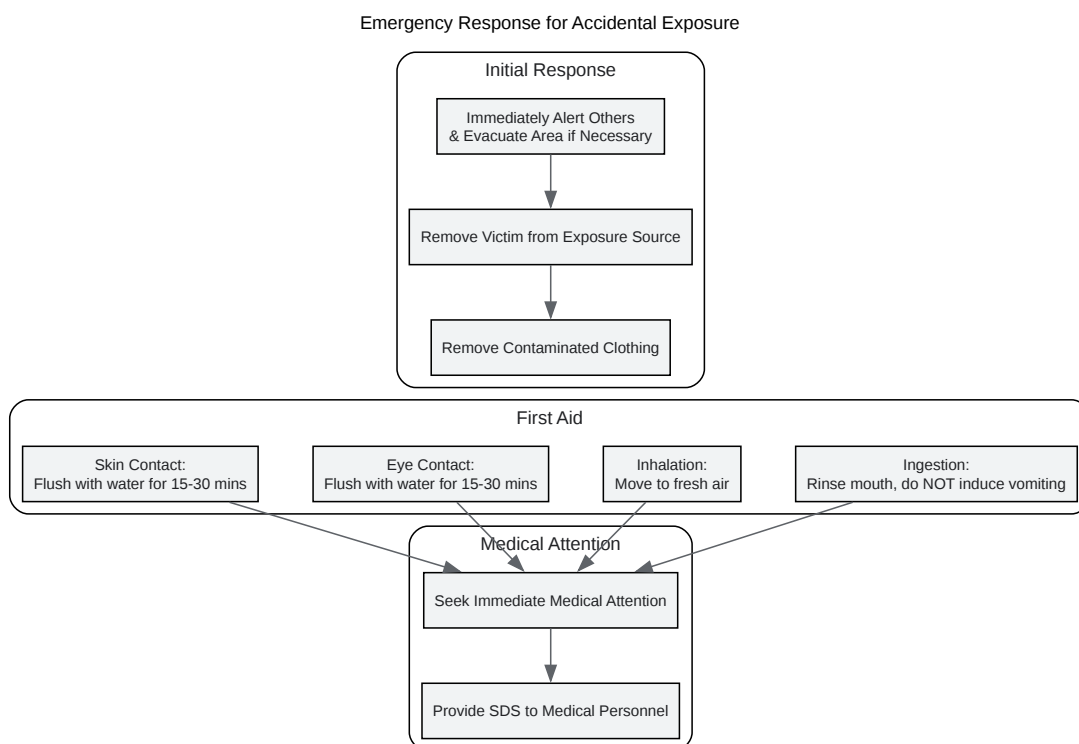 Emergency Response for Accidental Exposure
Initial Response
Immediately Alert Others
& Evacuate Area if Necessary
Remove Victim from Exposure Source
Remove Contaminated Clothing
First Aid
Skin Contact:
Flush with water for 15-30 mins
Eye Contact:
Flush with water for 15-30 mins
Inhalation:
Move to fresh air
Ingestion:
Rinse mouth, do NOT induce vomiting
Medical Attention
Seek Immediate Medical Attention
Provide SDS to Medical Personnel